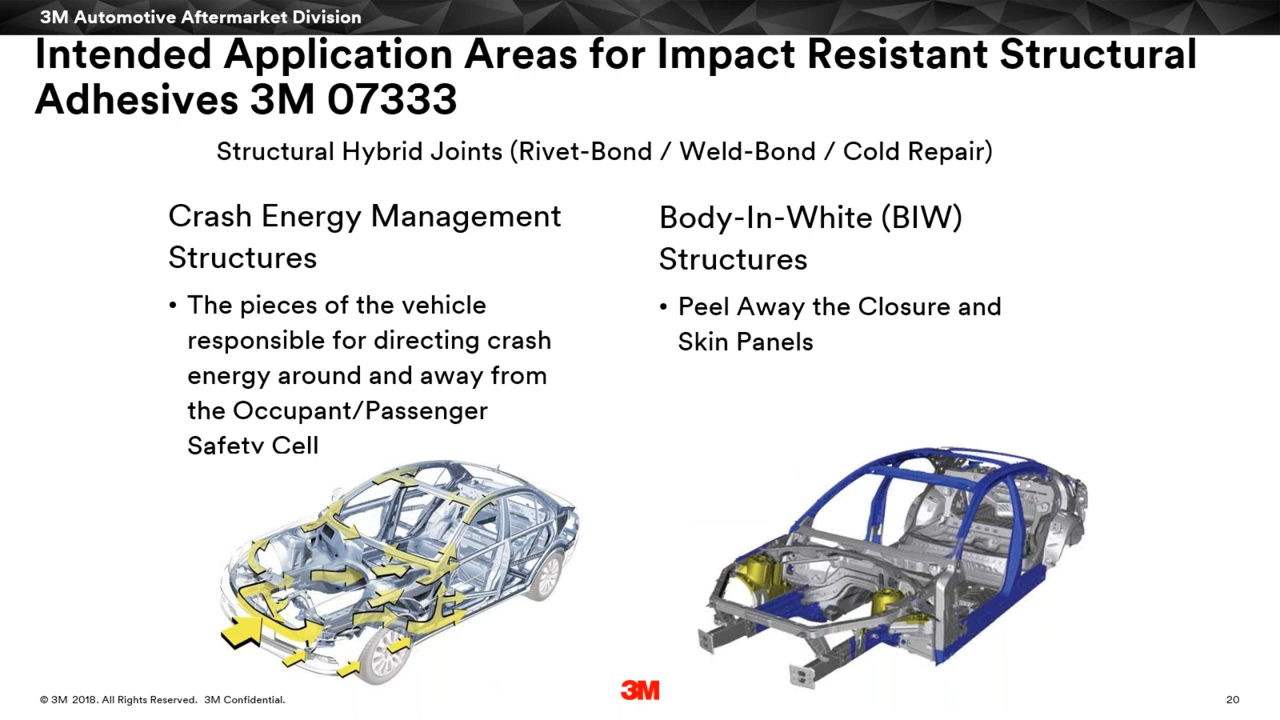 3M Automotive Aftermarket Division
Intended Application Areas for Impact Resistant Structural
Adhesives 3M 07333
Structural Hybrid Joints (Rivet-Bond / Weld-Bond / Cold Repair)
Crash Energy Management
Structures
• The pieces of the vehicle
responsible for directing crash
energy around and away from
the Occupant/Passenger
Safety Cell
Body-In-White (BIW)
Structures
• Peel Away the Closure and
Skin Panels
© 3M 2018. All Rights Reserved. 3M Confidential.
3M
20